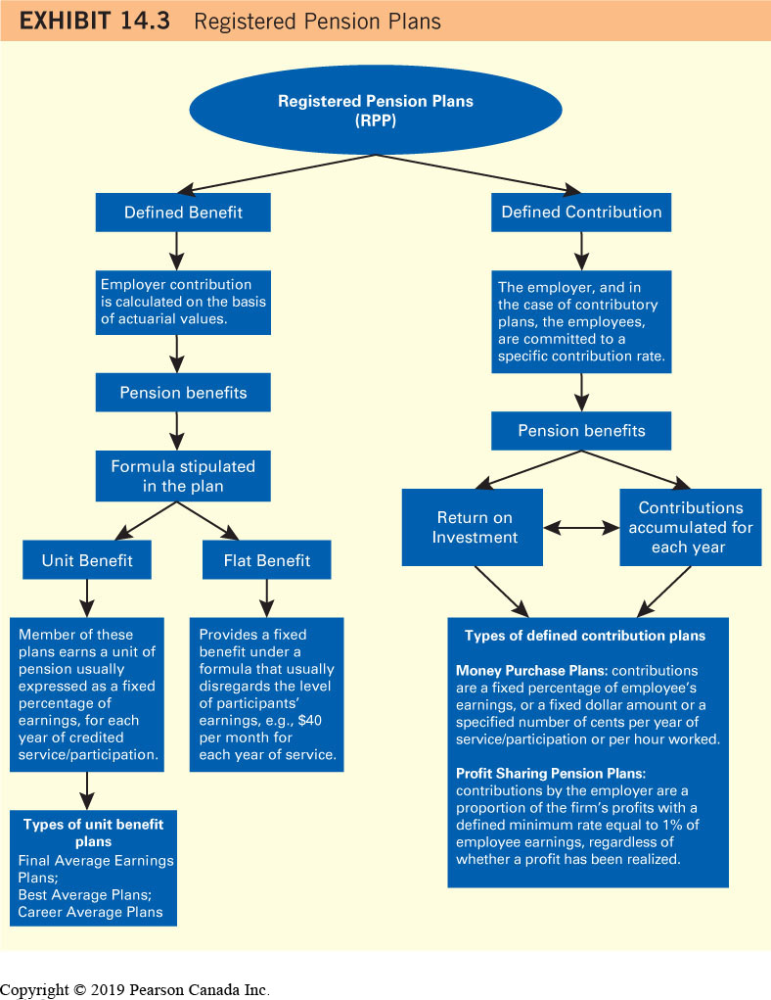 EXHIBIT 14.3 Registered Pension Plans
Registered Pension Plans
(RPP)
Defined Benefit
Employer contribution
is calculated on the basis
of actuarial values.
Pension benefits
Formula stipulated
in the plan
Unit Benefit
Member of these
plans earns a unit of
pension usually
expressed as a fixed
percentage of
earnings, for each
year of credited
service/participation.
Types of unit benefit
plans
Final Average Earnings
Plans;
Best Average Plans;
Career Average Plans
Flat Benefit
Provides a fixed
benefit under a
formula that usually
disregards the level
of participants’
earnings, e.g., $40
per month for
each year of service.
Defined Contribution
The employer, and in
the case of contributory
plans, the employees,
are committed to a
specific contribution rate.
Pension benefits
Return on
Investment
Contributions
accumulated for
each year
Types of defined contribution plans
Money Purchase Plans: contributions
are a fixed percentage of employee’s
earnings, or a fixed dollar amount or a
specified number of cents per year of
service/participation or per hour worked.
Profit Sharing Pension Plans:
contributions by the employer are a
proportion of the firm’s profits with a
defined minimum rate equal to 1% of
employee earnings, regardless of
whether a profit has been realized.
Copyright © 2019 Pearson Canada Inc.